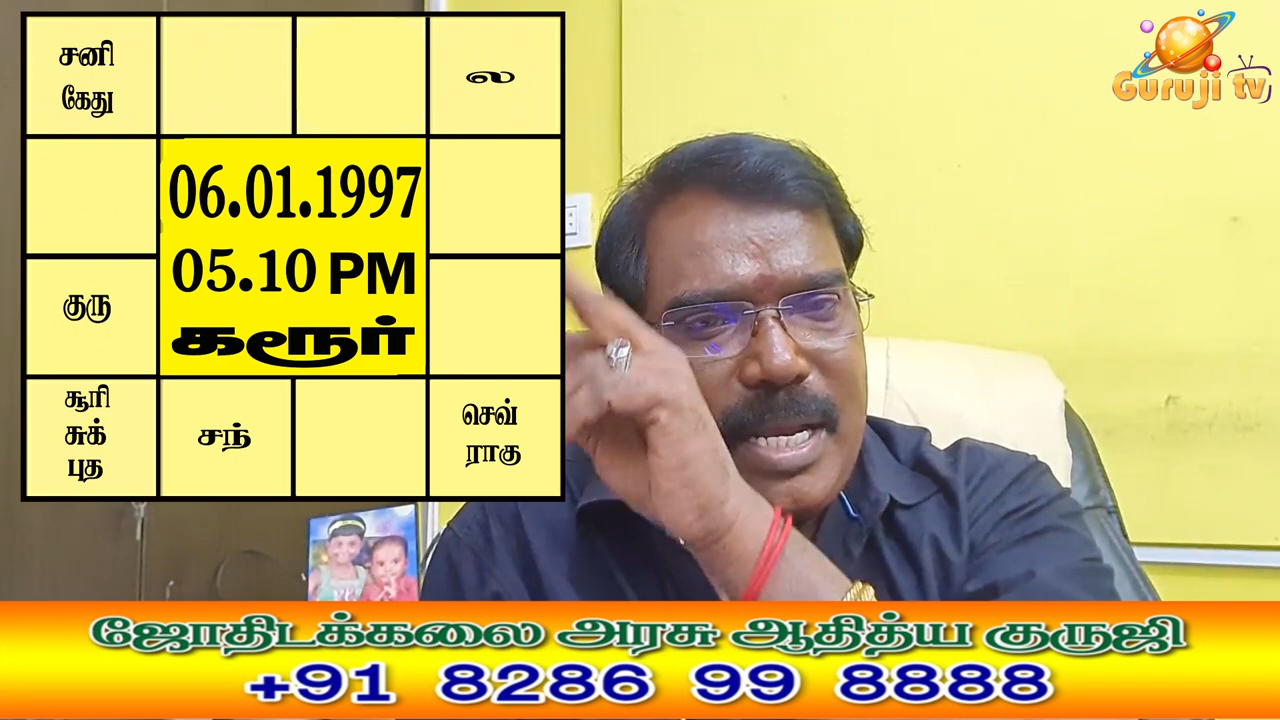 சனி
கேது
ல
06.01.1997
05.10 PM
கரூர்
குரு
சூரி
சுக்
புத
சந்
செவ்
ராகு
Guruji tv
ஜோதிடக்கலை அரசு ஆதித்ய குருஜி
+91 8286 99 8888